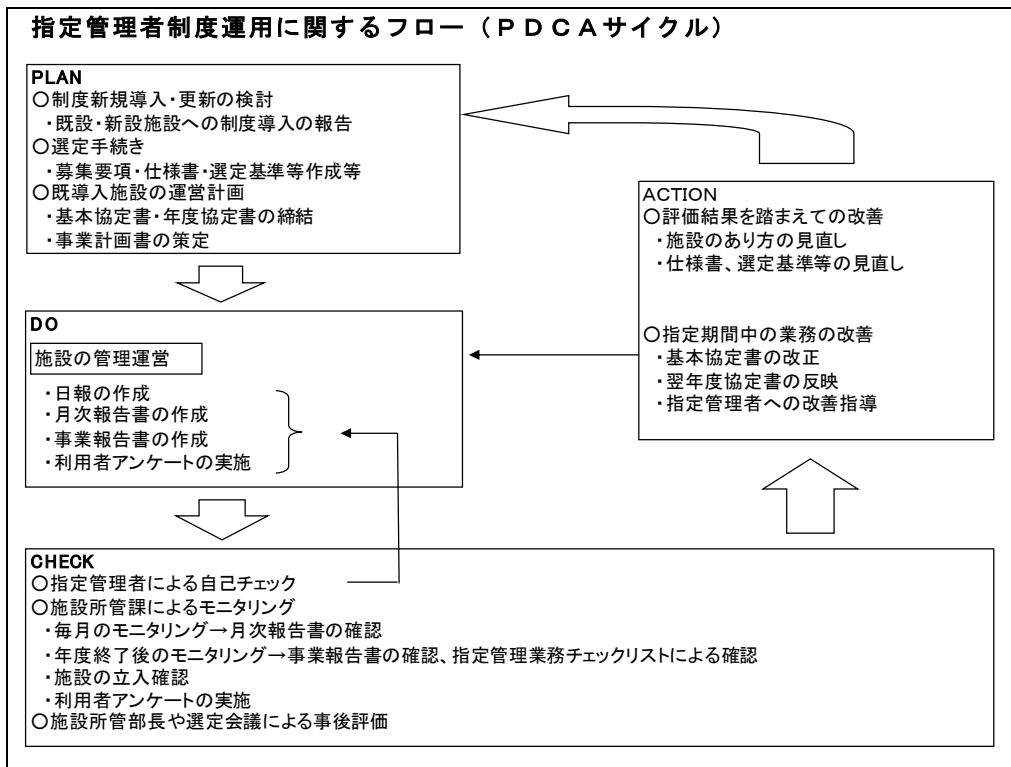 指定管理者制度運用に関するフロー（ＰＤＣＡサイクル）
PLAN
○制度新規導入・更新の検討
・既設・新設施設への制度導入の報告
○選定手続き
・募集要項・仕様書・選定基準等作成等
○既導入施設の運営計画
・基本協定書・年度協定書の締結
・事業計画書の策定
DO
施設の管理運営
・日報の作成
・月次報告書の作成
・事業報告書の作成
・利用者アンケートの実施
CHECK
○指定管理者による自己チェック
○施設所管課によるモニタリング
・毎月のモニタリング→月次報告書の確認
・年度終了後のモニタリング→事業報告書の確認、指定管理業務チェックリストによる確認
・施設の立入確認
・利用者アンケートの実施
○施設所管部長や選定会議による事後評価
ACTION
○評価結果を踏まえての改善
・施設のあり方の見直し
・仕様書、選定基準等の見直し
○指定期間中の業務の改善
・基本協定書の改正
・翌年度協定書の反映
・指定管理者への改善指導